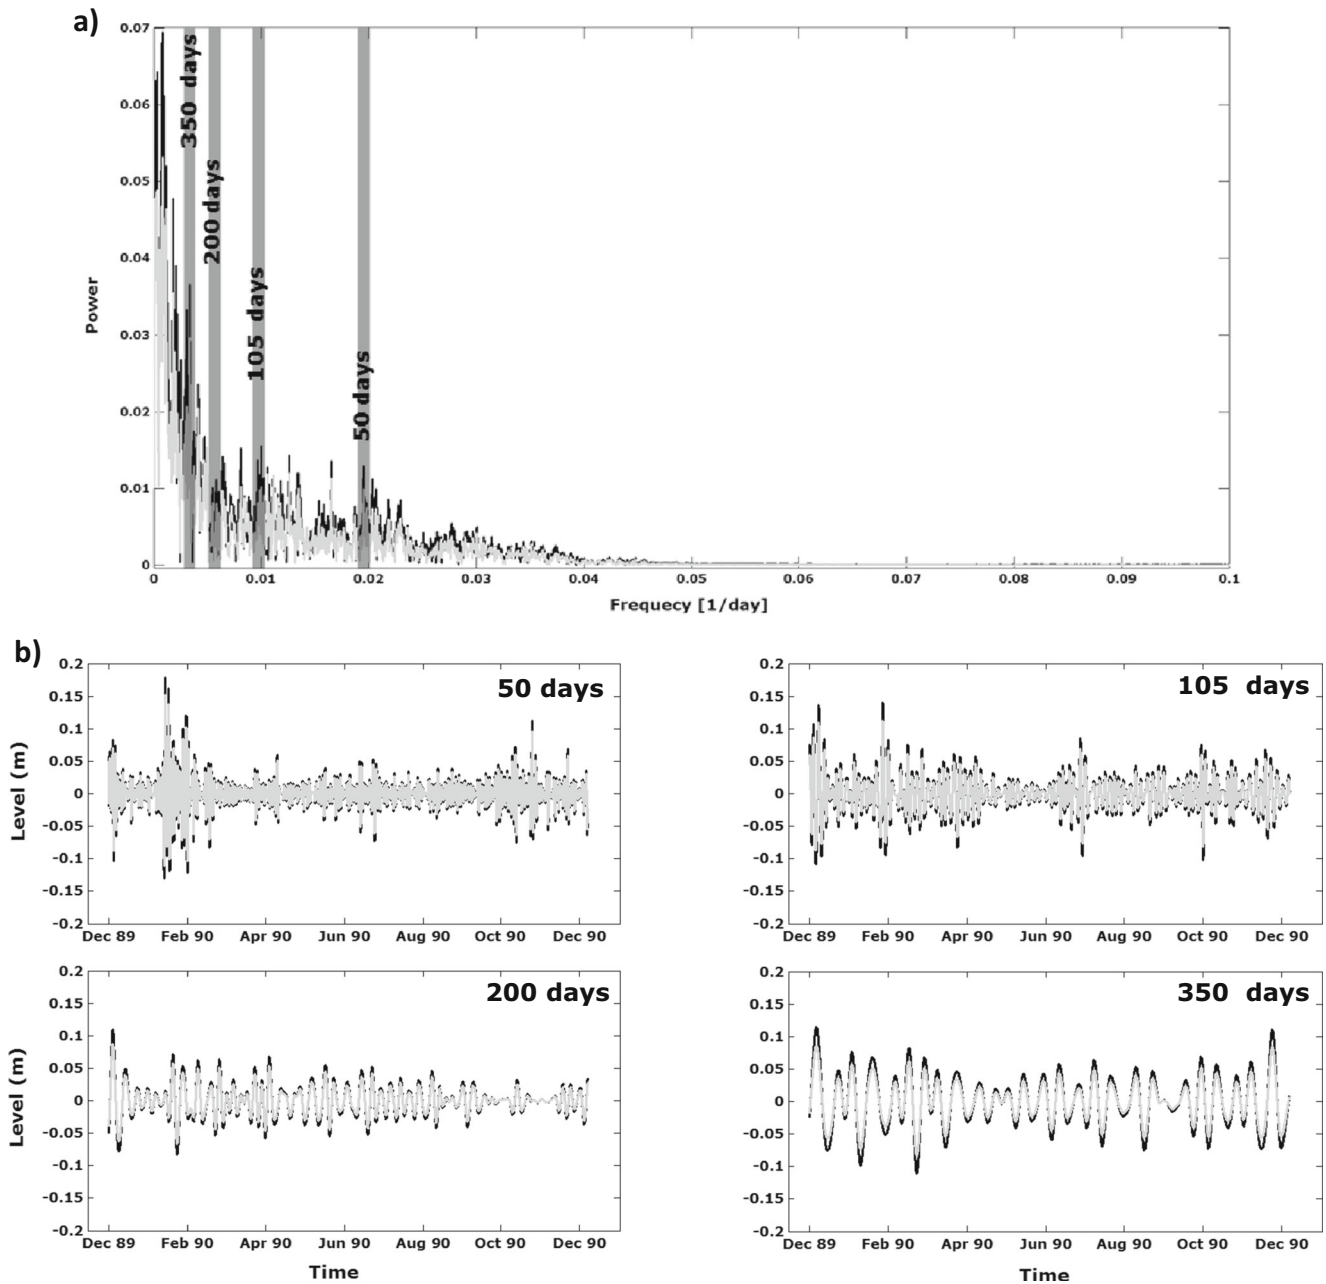 a)
0.07
0.06
0.05
0.04
0.03
0.02
0.01
0
Power
350 days
200 days
105 days
50 days
0 0.01 0.02 0.03 0.04 0.05 0.06 0.07 0.08 0.09 0.1
Frequecy [1/day]
b)
0.2
0.15
0.1
0.05
0
-0.05
-0.1
-0.15
-0.2
Level (m)
50 days
Dec 89 Feb 90 Apr 90 Jun 90 Aug 90 Oct 90 Dec 90
0.2
0.15
0.1
0.05
0
-0.05
-0.1
-0.15
-0.2
105 days
Dec 89 Feb 90 Apr 90 Jun 90 Aug 90 Oct 90 Dec 90
0.2
0.15
0.1
0.05
0
-0.05
-0.1
-0.15
-0.2
Level (m)
200 days
Dec 89 Feb 90 Apr 90 Jun 90 Aug 90 Oct 90 Dec 90
Time
0.2
0.15
0.1
0.05
0
-0.05
-0.1
-0.15
-0.2
350 days
Dec 89 Feb 90 Apr 90 Jun 90 Aug 90 Oct 90 Dec 90
Time